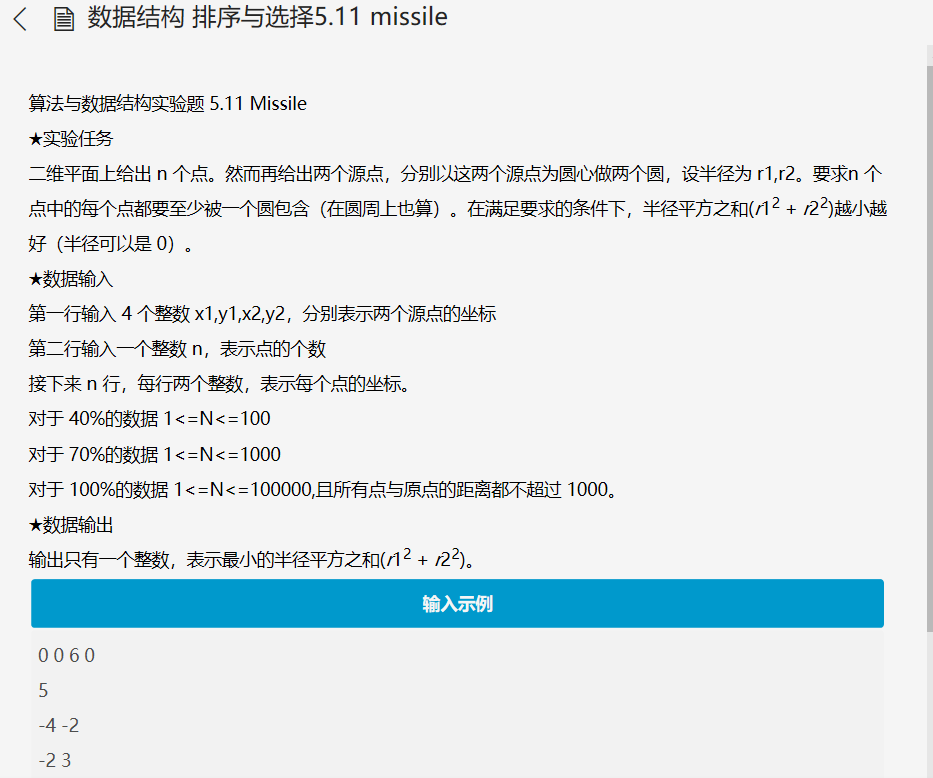 数据结构 排序与选择5.11 missile
算法与数据结构实验题 5.11 Missile
★实验任务
二维平面上给出 n 个点。然而再给出两个源点，分别以这两个源点为圆心做两个圆，设半径为 r1,r2。要求n 个
点中的每个点都要至少被一个圆包含（在圆周上也算）。在满足要求的条件下，半径平方之和(r1² + r2²)越小越
好（半径可以是 0）。
★数据输入
第一行输入 4 个整数 x1,y1,x2,y2，分别表示两个源点的坐标
第二行输入一个整数 n，表示点的个数
接下来 n 行，每行两个整数，表示每个点的坐标。
对于 40%的数据 1<=N<=100
对于 70%的数据 1<=N<=1000
对于 100%的数据 1<=N<=100000,且所有点与原点的距离都不超过 1000。
★数据输出
输出只有一个整数，表示最小的半径平方之和(r1² + r2²)。
输入示例
0 0 6 0
5
-4 -2
-2 3